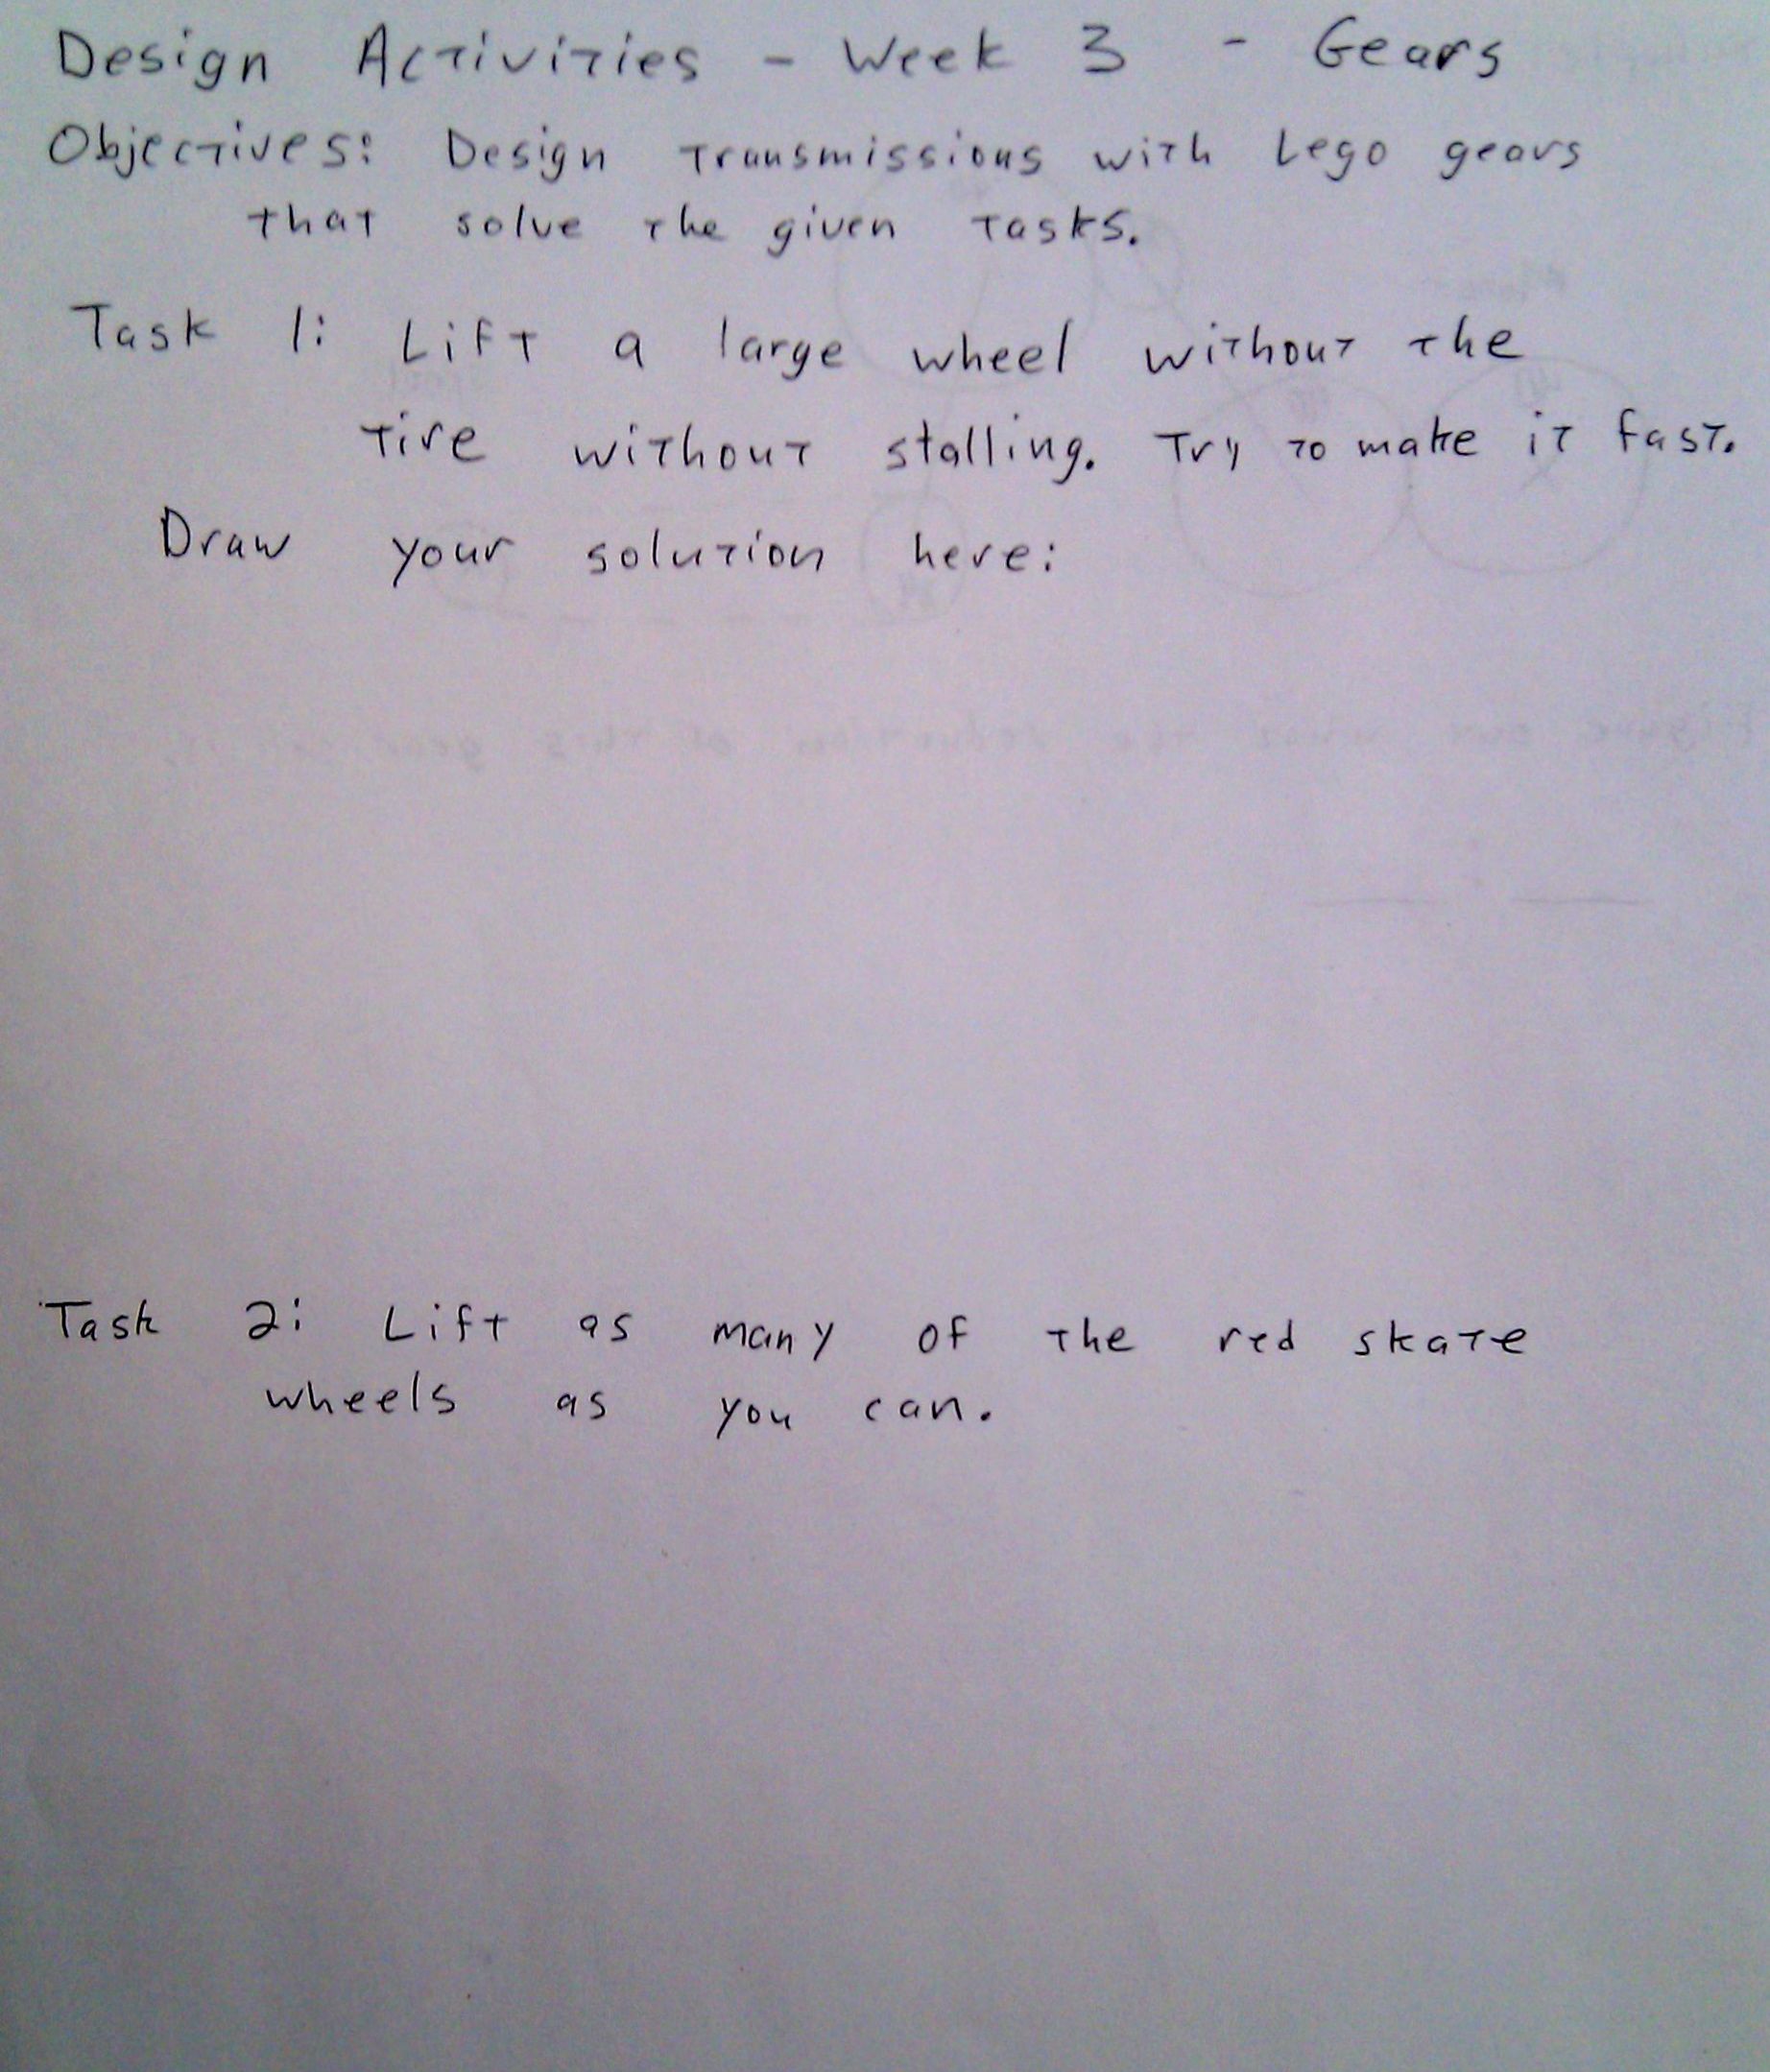 Design Activities - Week 3 - Gears
Objectives: Design transmissions with Lego gears
that solve the given tasks.
Task 1: Lift a large wheel without the
tire without stalling. Try to make it fast.
Draw your solution here:
Task 2: Lift as many of the red skate
wheels as you can.